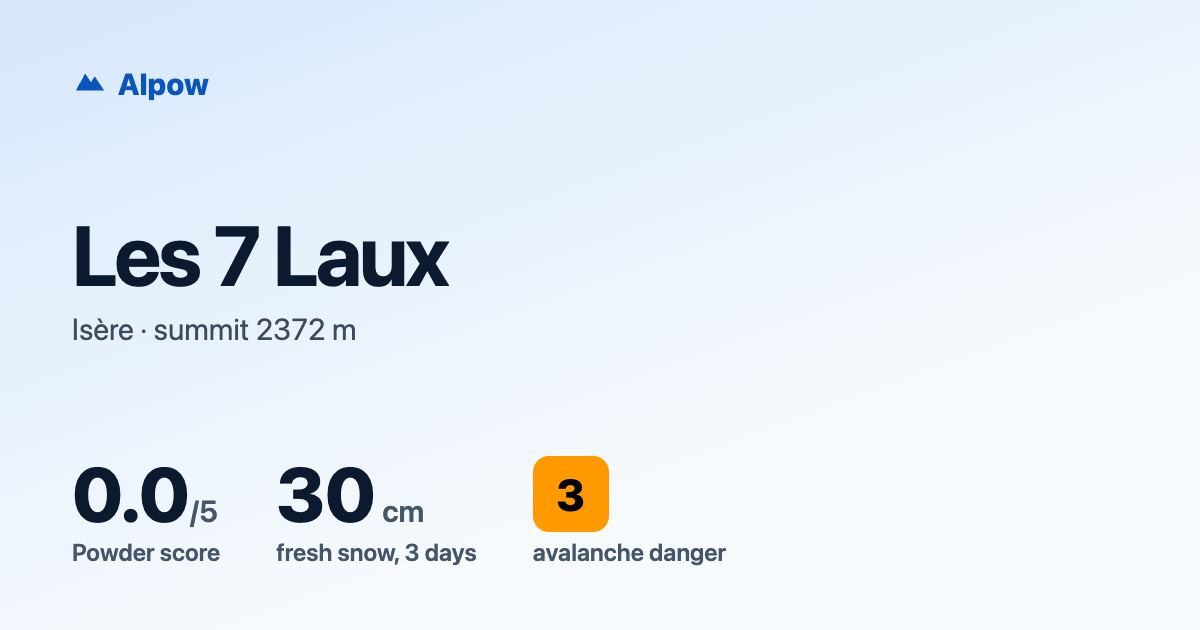 Alpow
Les 7 Laux
Isère · summit 2372 m
0.0/5
Powder score
30 cm
fresh snow, 3 days
3
avalanche danger